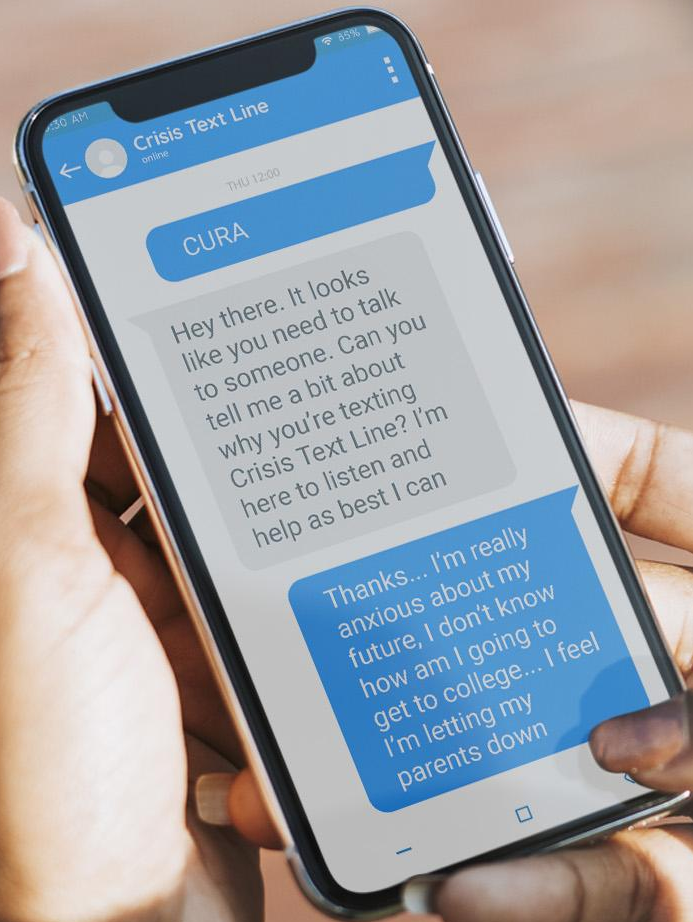 :30 AM
85%
Crisis Text Line
online
THU 12:00
CURA
Hey there. It looks
like you need to talk
to someone. Can you
tell me a bit about
why you're texting
Crisis Text Line? I'm
here to listen and
help as best I can
Thanks... I'm really
anxious about my
future, I don't know
how am I going to
get to college... I feel
I'm letting my
parents down